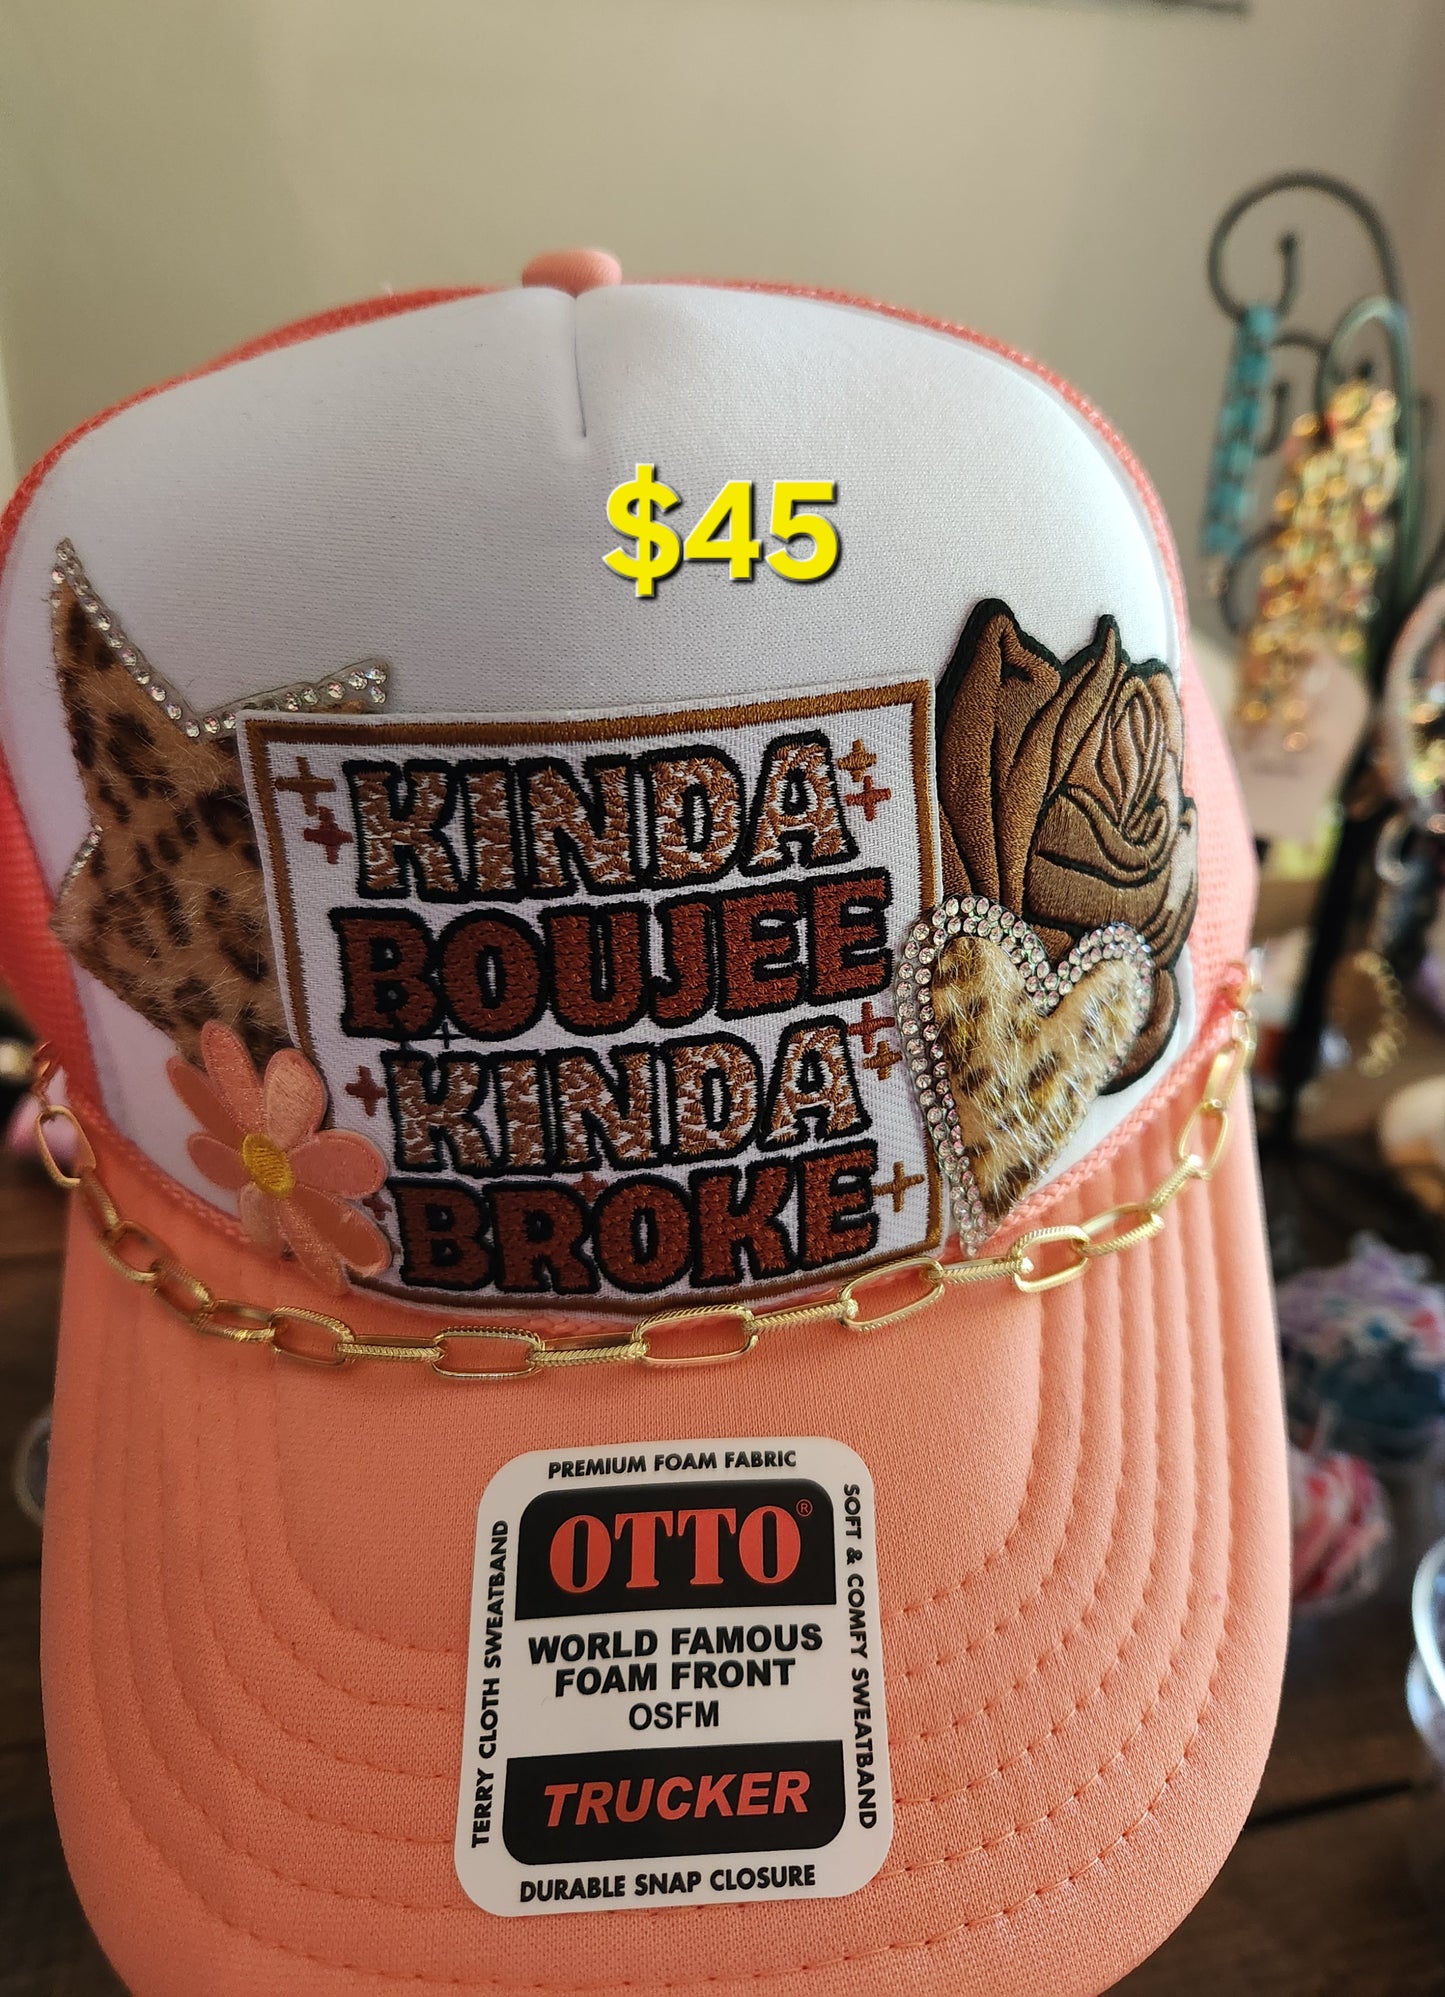 $45
KINDA
BOUJEE
KINDA
BROKE
PREMIUM FOAM FABRIC
OTTO®
WORLD FAMOUS
FOAM FRONT
OSFM
TRUCKER
DURABLE SNAP CLOSURE
TERRY CLOTH SWEATBAND
SOFT & COMFY SWEATBAND